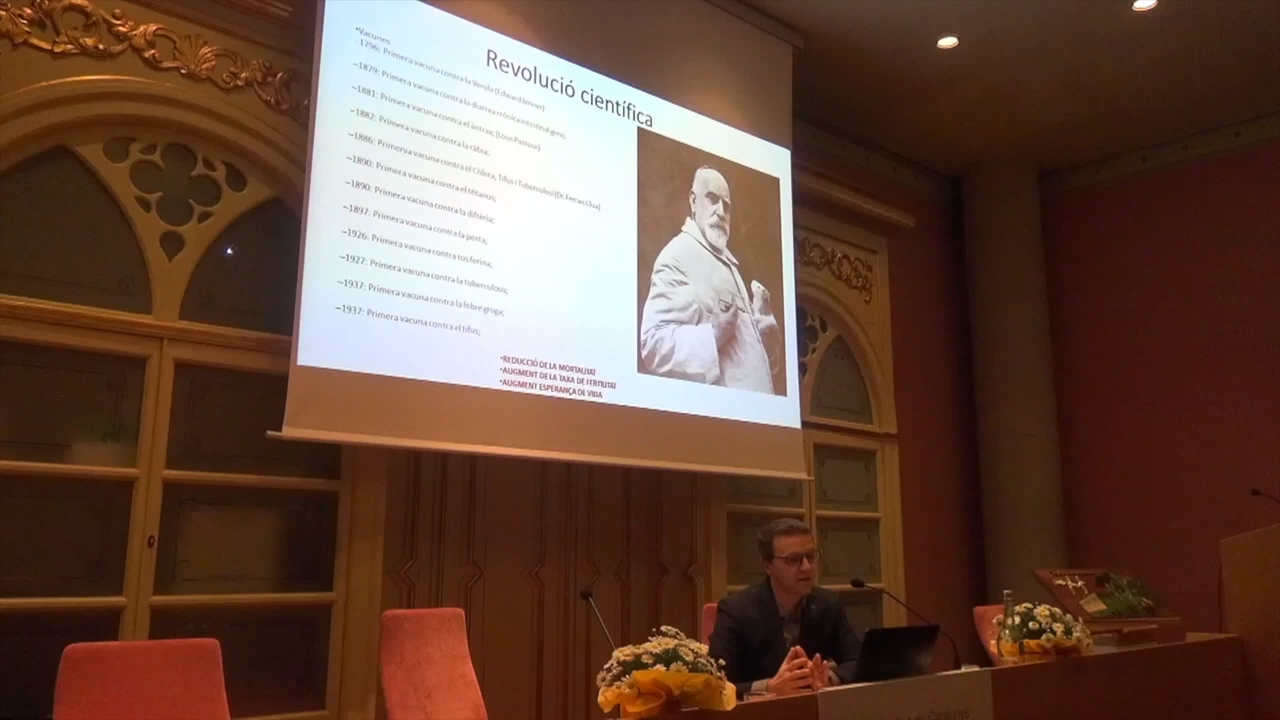 Revolució científica
•Vacunes
1796: Primera vacuna contra la Verola (Edward Jenner)
–1879: Primera vacuna contra la diarrea crònica intestinal greu;
–1881: Primera vacuna contra el àntrax; (Lous Pasteur)
–1882: Primera vacuna contra la ràbia;
–1886: Primerva vacuna contra el Còlera, Tifus i Tuberculosi (Dr. Ferran Clua)
–1890: Primera vacuna contra el tètanus;
–1890: Primera vacuna contra la diftèria;
–1897: Primera vacuna contra la pesta;
–1926: Primera vacuna contra tos ferina;
–1927: Primera vacuna contra la tuberculosis;
–1937: Primera vacuna contra la febre groga;
–1937: Primera vacuna contra el tifus;
•REDUCCIÓ DE LA MORTALITAT
•AUGMENT DE LA TAXA DE FERTILITAT
•AUGMENT ESPERANÇA DE VIDA
de Catalunya